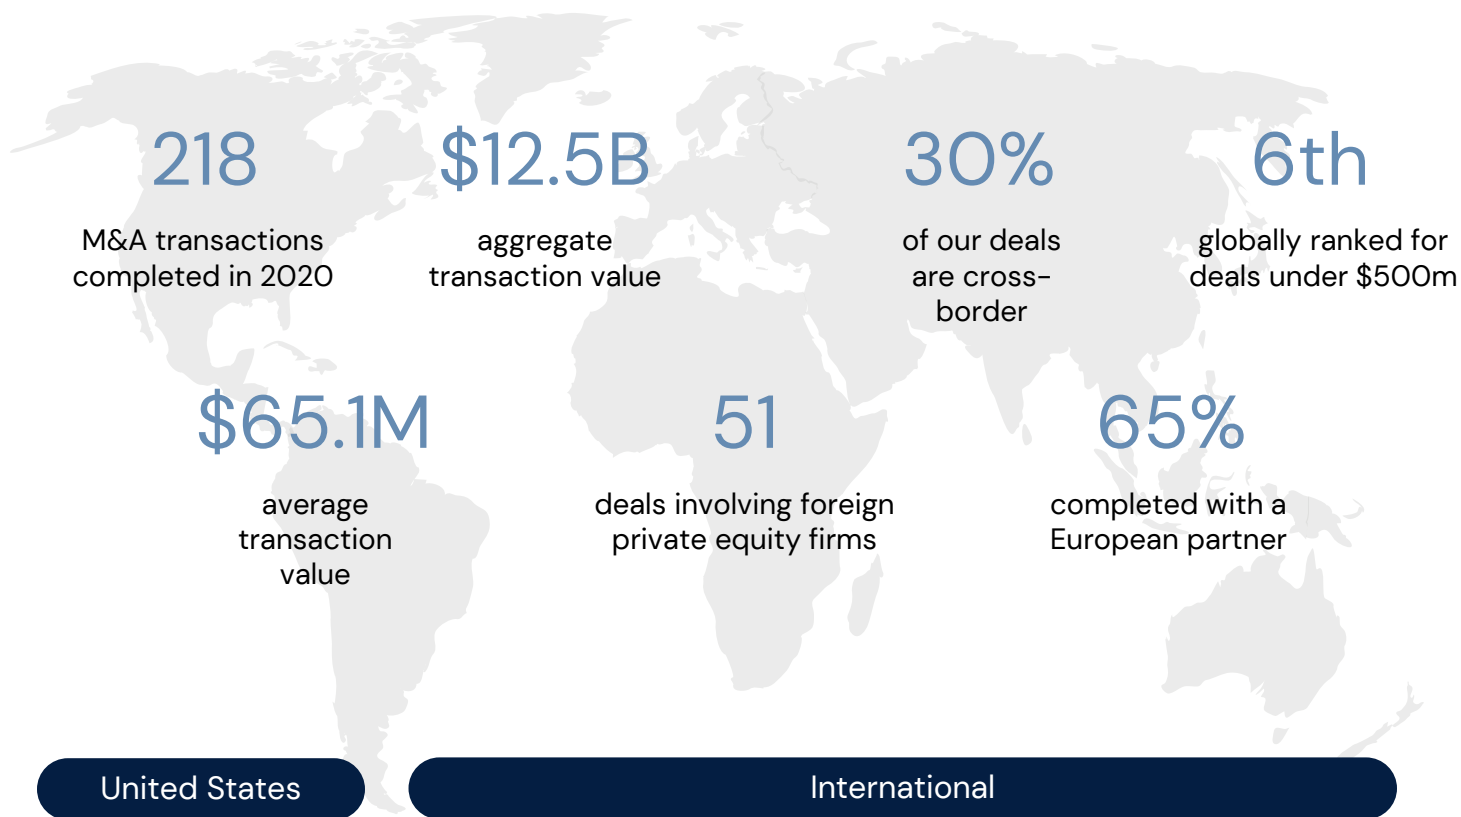 218
M&A transactions
completed in 2020
$12.5B
aggregate
transaction value
30%
of our deals
are cross-
border
6th
globally ranked for
deals under $500m
$65.1M
average
transaction
value
51
deals involving foreign
private equity firms
65%
completed with a
European partner
United States
International